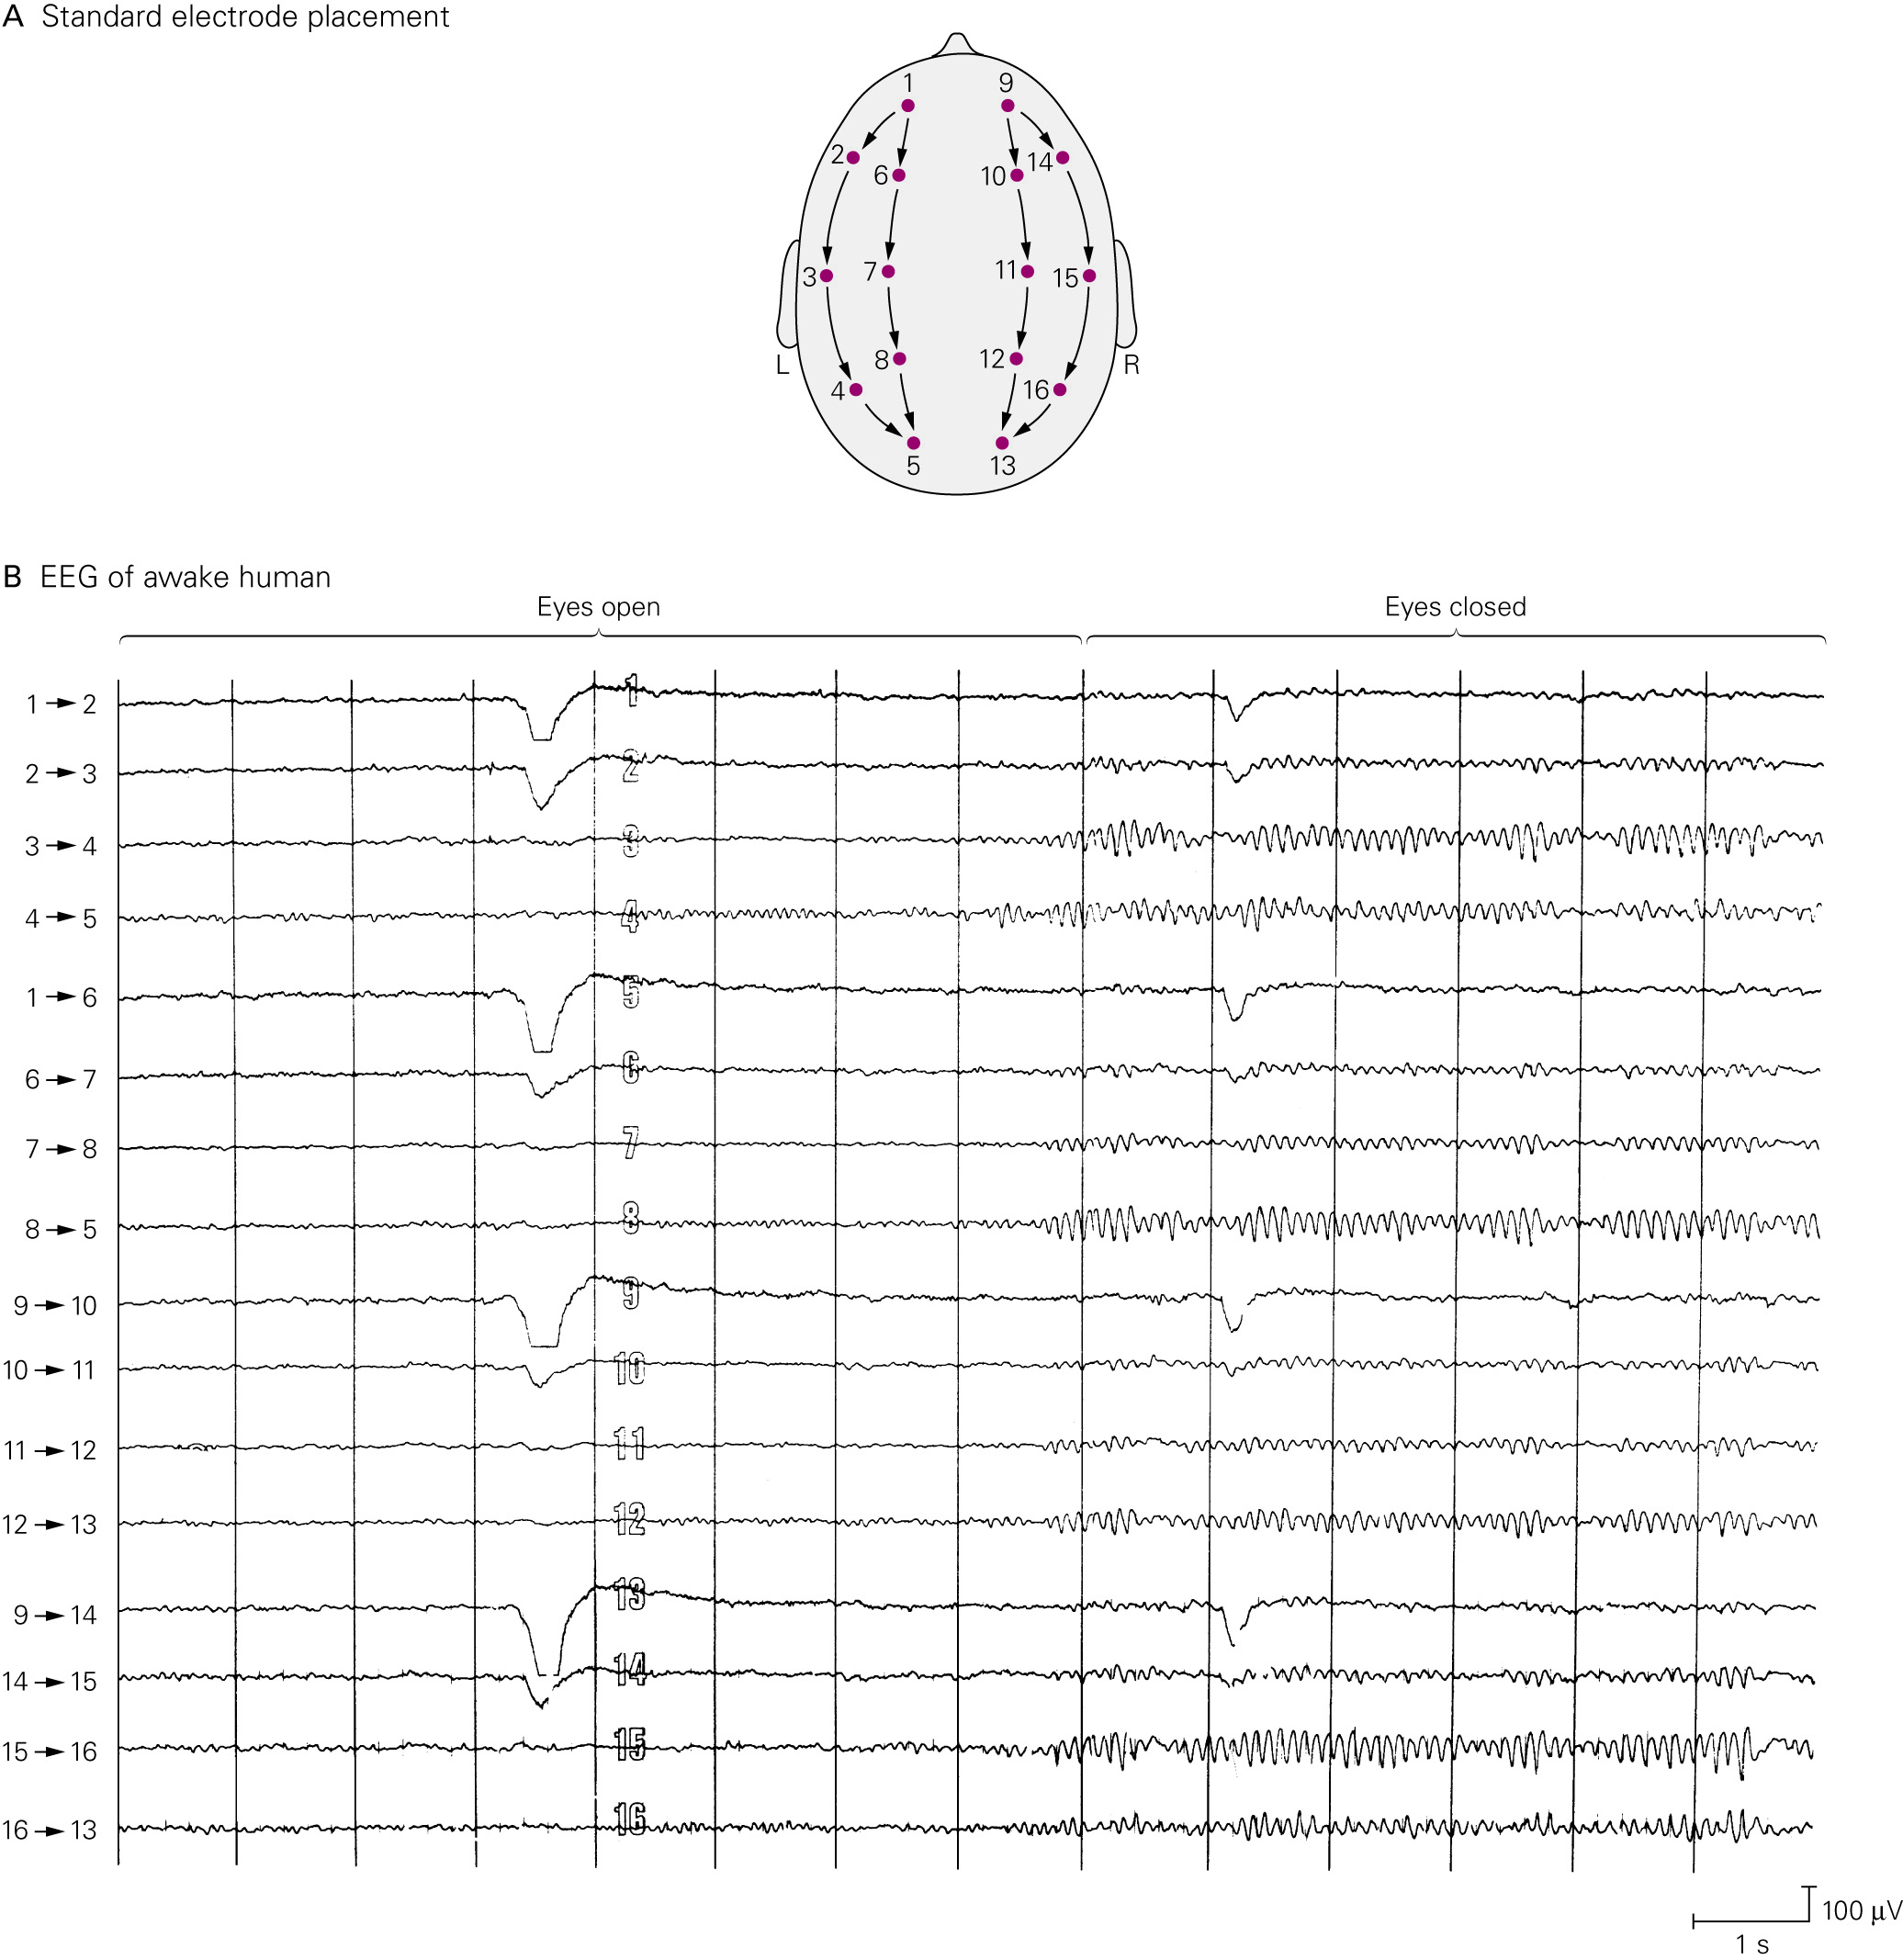 A Standard electrode placement
1 9
2 14
6 10
3 7 11 15
8 12
L R
4 16
5 13
B EEG of awake human
Eyes open Eyes closed
1 → 2 1
2 → 3 2
3 → 4 3
4 → 5 4
1 → 6 5
6 → 7 6
7 → 8 7
8 → 5 8
9 → 10 9
10 → 11 10
11 → 12 11
12 → 13 12
9 → 14 13
14 → 15 14
15 → 16 15
16 → 13 16
100 μV
1 s